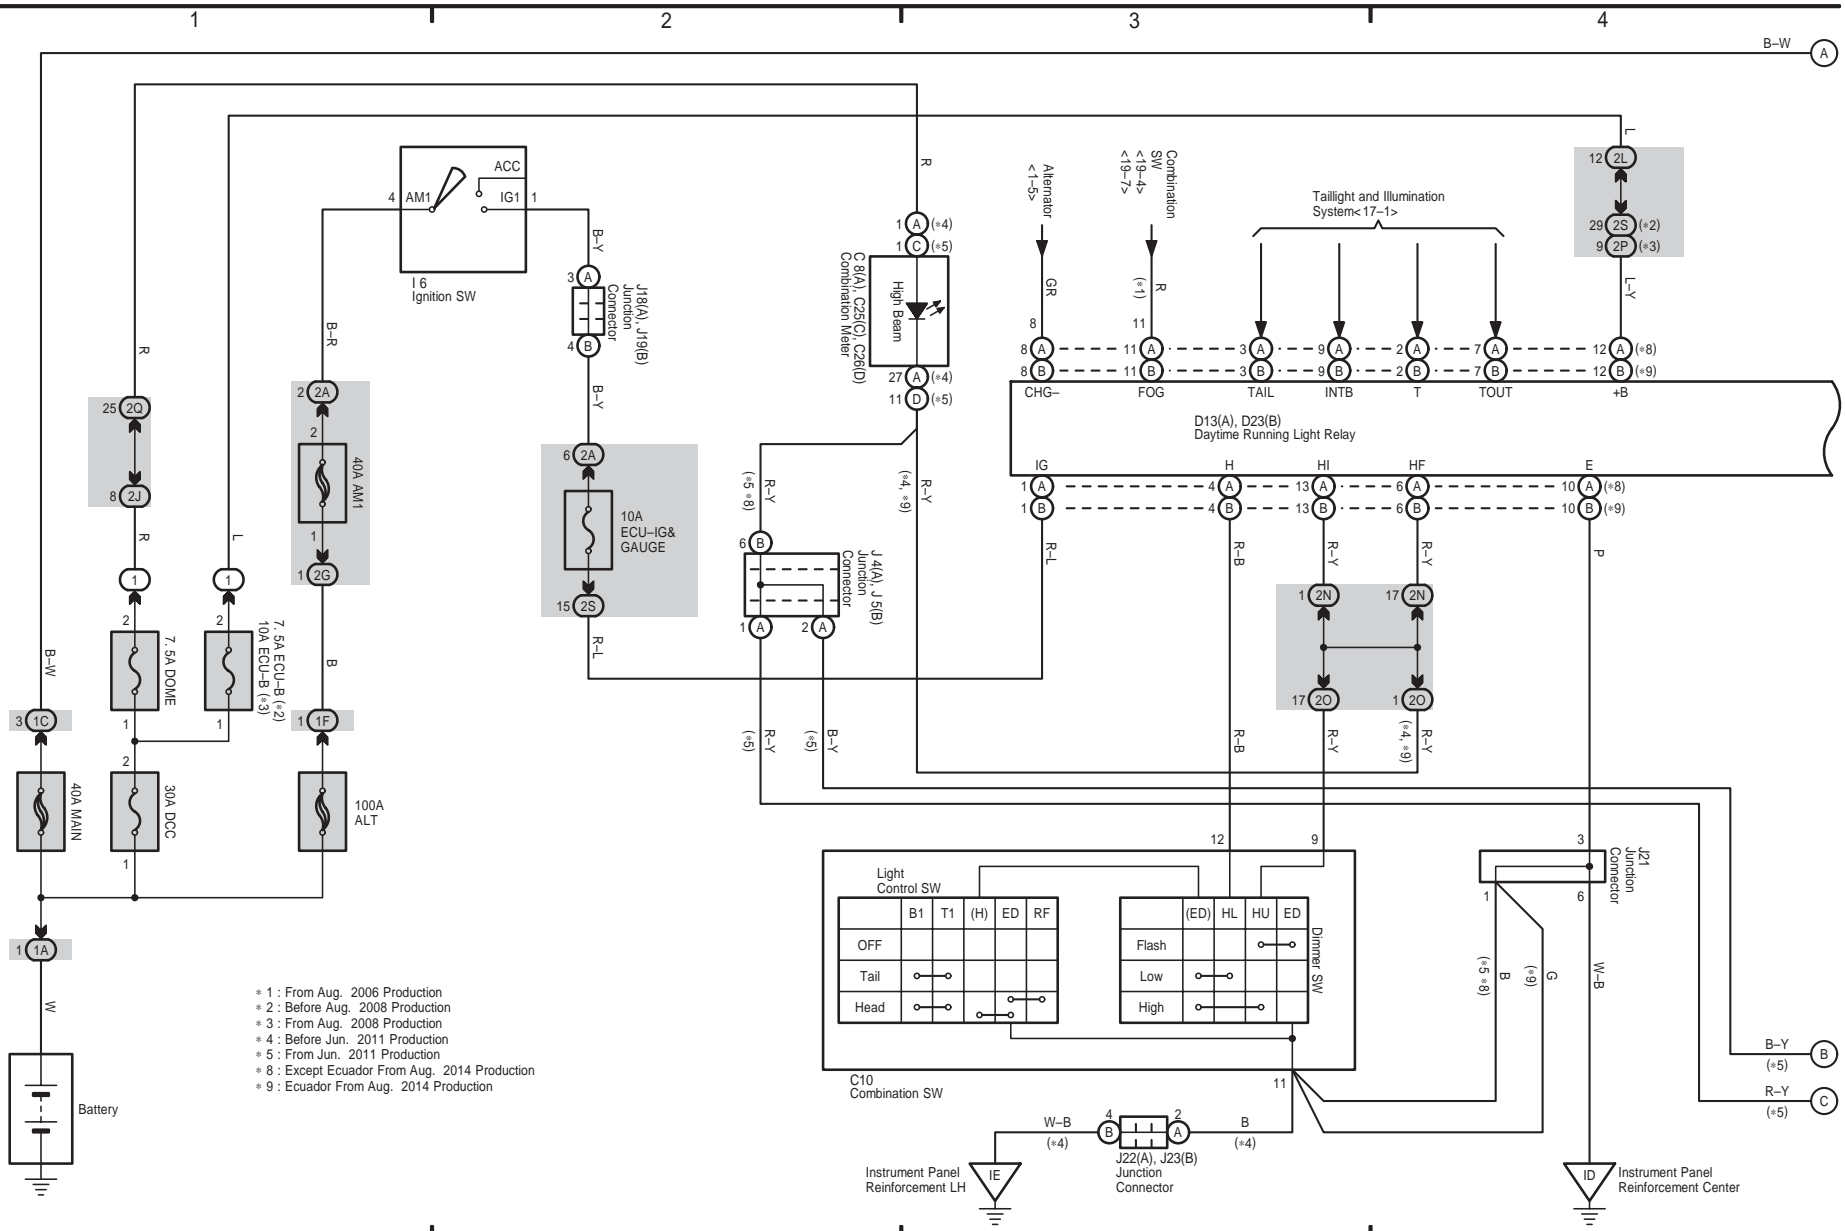 1
2
3
4
B–W
A
L
12 2L
29 2S (*2)
9 2P (*3)
L–Y
R
1 A (*4)
1 C (*5)
High Beam
C 8(A), C25(C), C26(D)
Combination Meter
27 A (*4)
11 D (*5)
Alternator
<1–5>
GR
8
Combination
SW
<19–4>
<19–7>
R
(*1)
11
Taillight and Illumination
System<17–1>
8 A
11 A
3 A
9 A
2 A
7 A
12 A (*8)
8 B
11 B
3 B
9 B
2 B
7 B
12 B (*9)
CHG–
FOG
TAIL
INTB
T
TOUT
+B
D13(A), D23(B)
Daytime Running Light Relay
IG
H
HI
HF
E
1 A
4 A
13 A
6 A
10 A (*8)
1 B
4 B
13 B
6 B
10 B (*9)
R–L
R–B
R–Y
R–Y
P
ACC
4 AM1
IG1 1
I 6
Ignition SW
B–Y
3 A
J18(A), J19(B)
Junction
Connector
4 B
B–Y
6 2A
10A
ECU–IG&
GAUGE
15 2S
R–L
B–R
2 2A
2
40A AM1
1
1 2G
B
1 1F
100A
ALT
R
25 2Q
8 2J
R
1
2
7. 5A DOME
1
L
1
2
7. 5A ECU–B (*2)
10A ECU–B (*3)
1
2
30A DCC
1
B–W
3 1C
40A MAIN
1 1A
W
Battery
R–Y
(*5 *8)
R–Y
(*4, *9)
6 B
J 4(A), J 5(B)
Junction
Connector
1 A
2 A
R–Y
(*5)
B–Y
(*5)
1 2N
17 2N
17 2O
1 2O
R–B
R–Y
R–Y
(*4, *9)
12
9
Light
Control SW
B1 T1 (H) ED RF
OFF
Tail
Head
(ED) HL HU ED
Flash
Low
High
Dimmer SW
C10
Combination SW
11
3
J21
Junction
Connector
1
6
B
(*5 *8)
G
(*9)
W–B
B–Y
(*5)
B
R–Y
(*5)
C
W–B
(*4)
4
B
2
A
B
(*4)
J22(A), J23(B)
Junction
Connector
IE
Instrument Panel
Reinforcement LH
ID
Instrument Panel
Reinforcement Center
* 1 : From Aug. 2006 Production
* 2 : Before Aug. 2008 Production
* 3 : From Aug. 2008 Production
* 4 : Before Jun. 2011 Production
* 5 : From Jun. 2011 Production
* 8 : Except Ecuador From Aug. 2014 Production
* 9 : Ecuador From Aug. 2014 Production